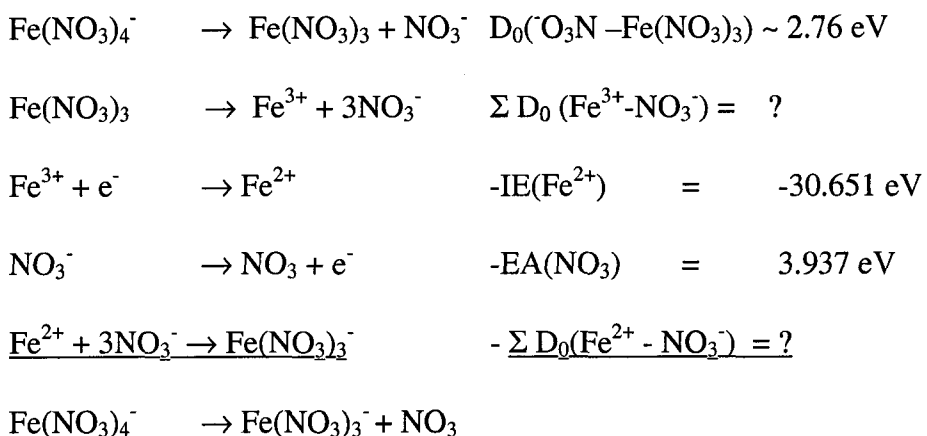 Fe(NO₃)₄⁻ → Fe(NO₃)₃ + NO₃⁻ D₀(⁻O₃N –Fe(NO₃)₃) ~ 2.76 eV
Fe(NO₃)₃ → Fe³⁺ + 3NO₃⁻ Σ D₀ (Fe³⁺-NO₃⁻) = ?
Fe³⁺ + e⁻ → Fe²⁺ -IE(Fe²⁺) = -30.651 eV
NO₃⁻ → NO₃ + e⁻ -EA(NO₃) = 3.937 eV
Fe²⁺ + 3NO₃⁻ → Fe(NO₃)₃⁻ - Σ D₀(Fe²⁺ - NO₃⁻) = ?
Fe(NO₃)₄⁻ → Fe(NO₃)₃⁻ + NO₃